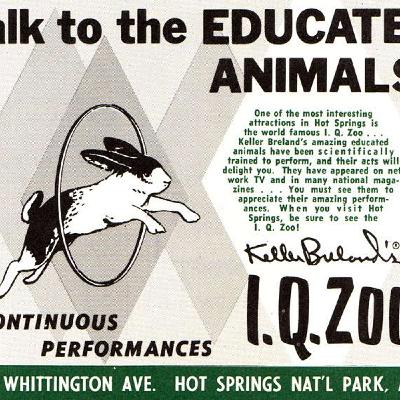 alk to the EDUCATE
ANIMALS
One of the most interesting
attractions in Hot Springs is
the world famous I. Q. Zoo . . .
Keller Breland's amazing educated
animals have been scientifically
trained to perform, and their acts will
delight you. They have appeared on net
work TV and in many national maga-
zines . . . You must see them to
appreciate their amazing perform-
ances. When you visit Hot
Springs, be sure to see the
I. Q. Zoo!
Keller Breland's
I.Q. ZOO
ONTINUOUS
PERFORMANCES
WHITTINGTON AVE. HOT SPRINGS NAT'L PARK, A